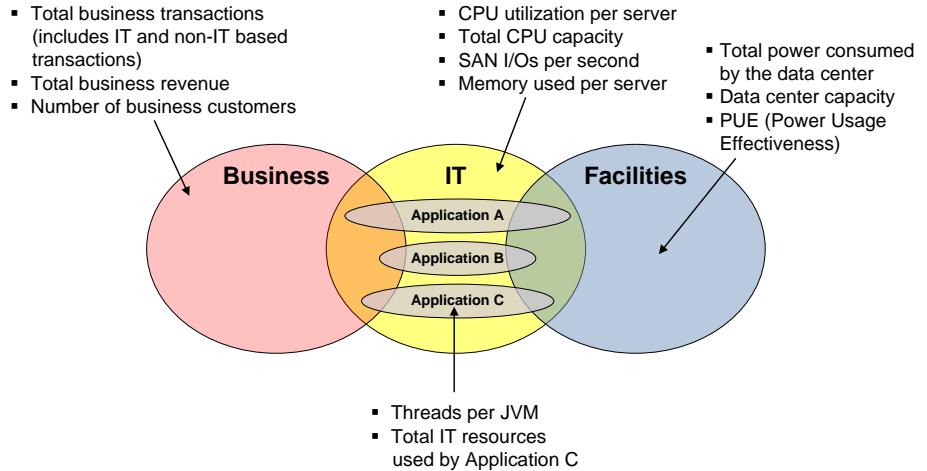 ▪ Total business transactions
(includes IT and non-IT based
transactions)
▪ Total business revenue
▪ Number of business customers
▪ CPU utilization per server
▪ Total CPU capacity
▪ SAN I/Os per second
▪ Memory used per server
▪ Total power consumed
by the data center
▪ Data center capacity
▪ PUE (Power Usage
Effectiveness)
Business
IT
Facilities
Application A
Application B
Application C
▪ Threads per JVM
▪ Total IT resources
used by Application C